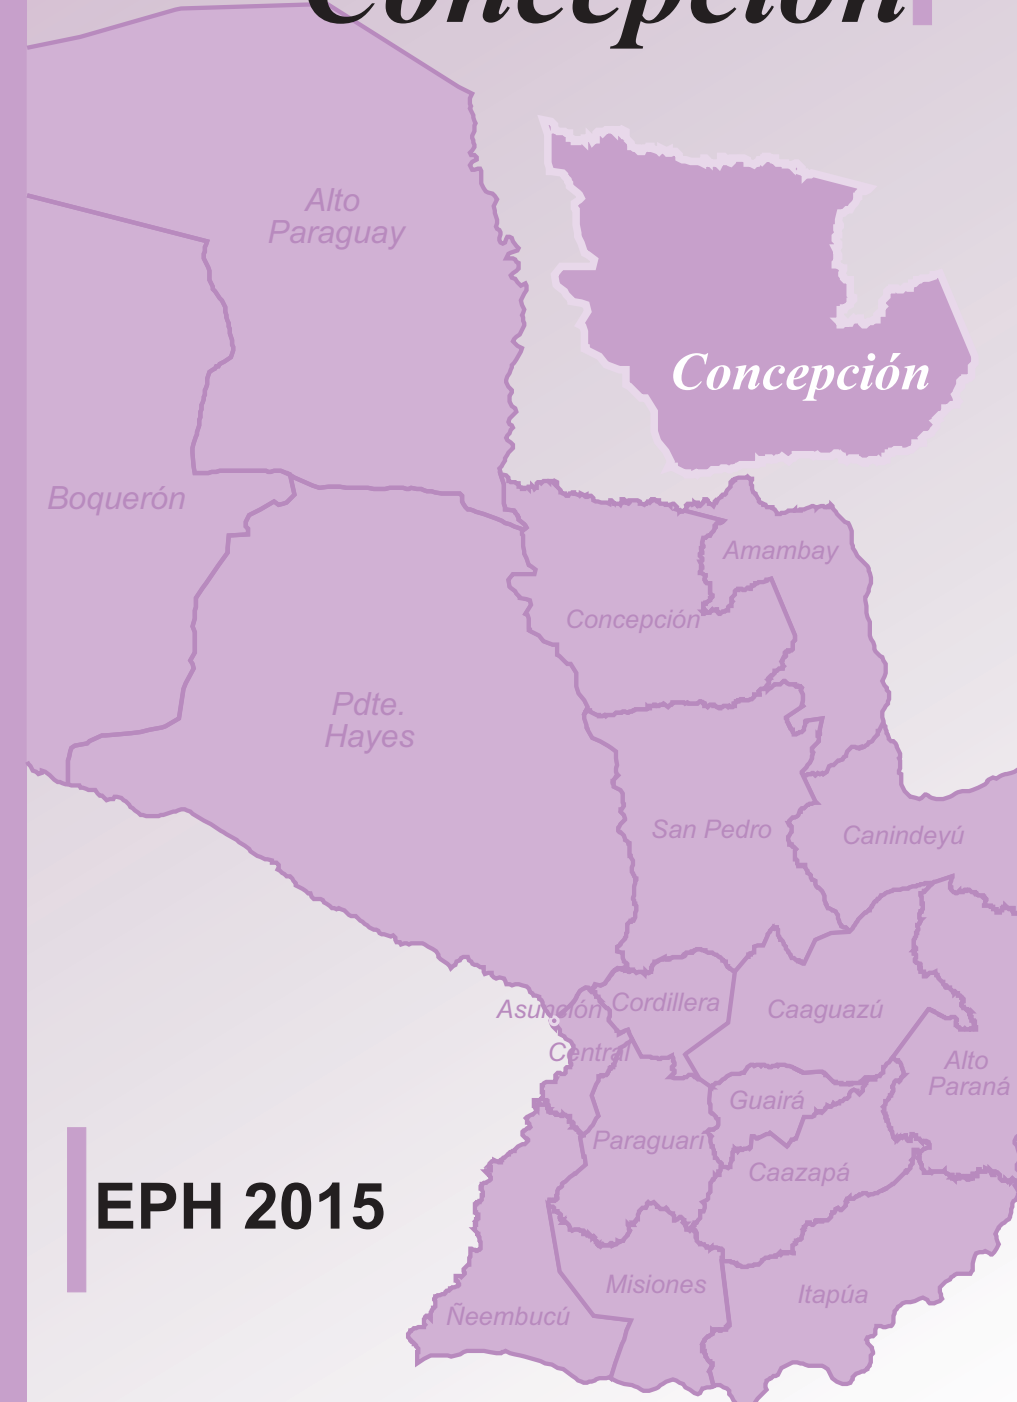 Concepción
Alto
Paraguay
Concepción
Boquerón
Amambay
Concepción
Pdte.
Hayes
San Pedro
Canindeyú
Asunción
Cordillera
Caaguazú
Central
Alto
Paraná
Guairá
Paraguarí
Caazapá
EPH 2015
Misiones
Itapúa
Ñeembucú